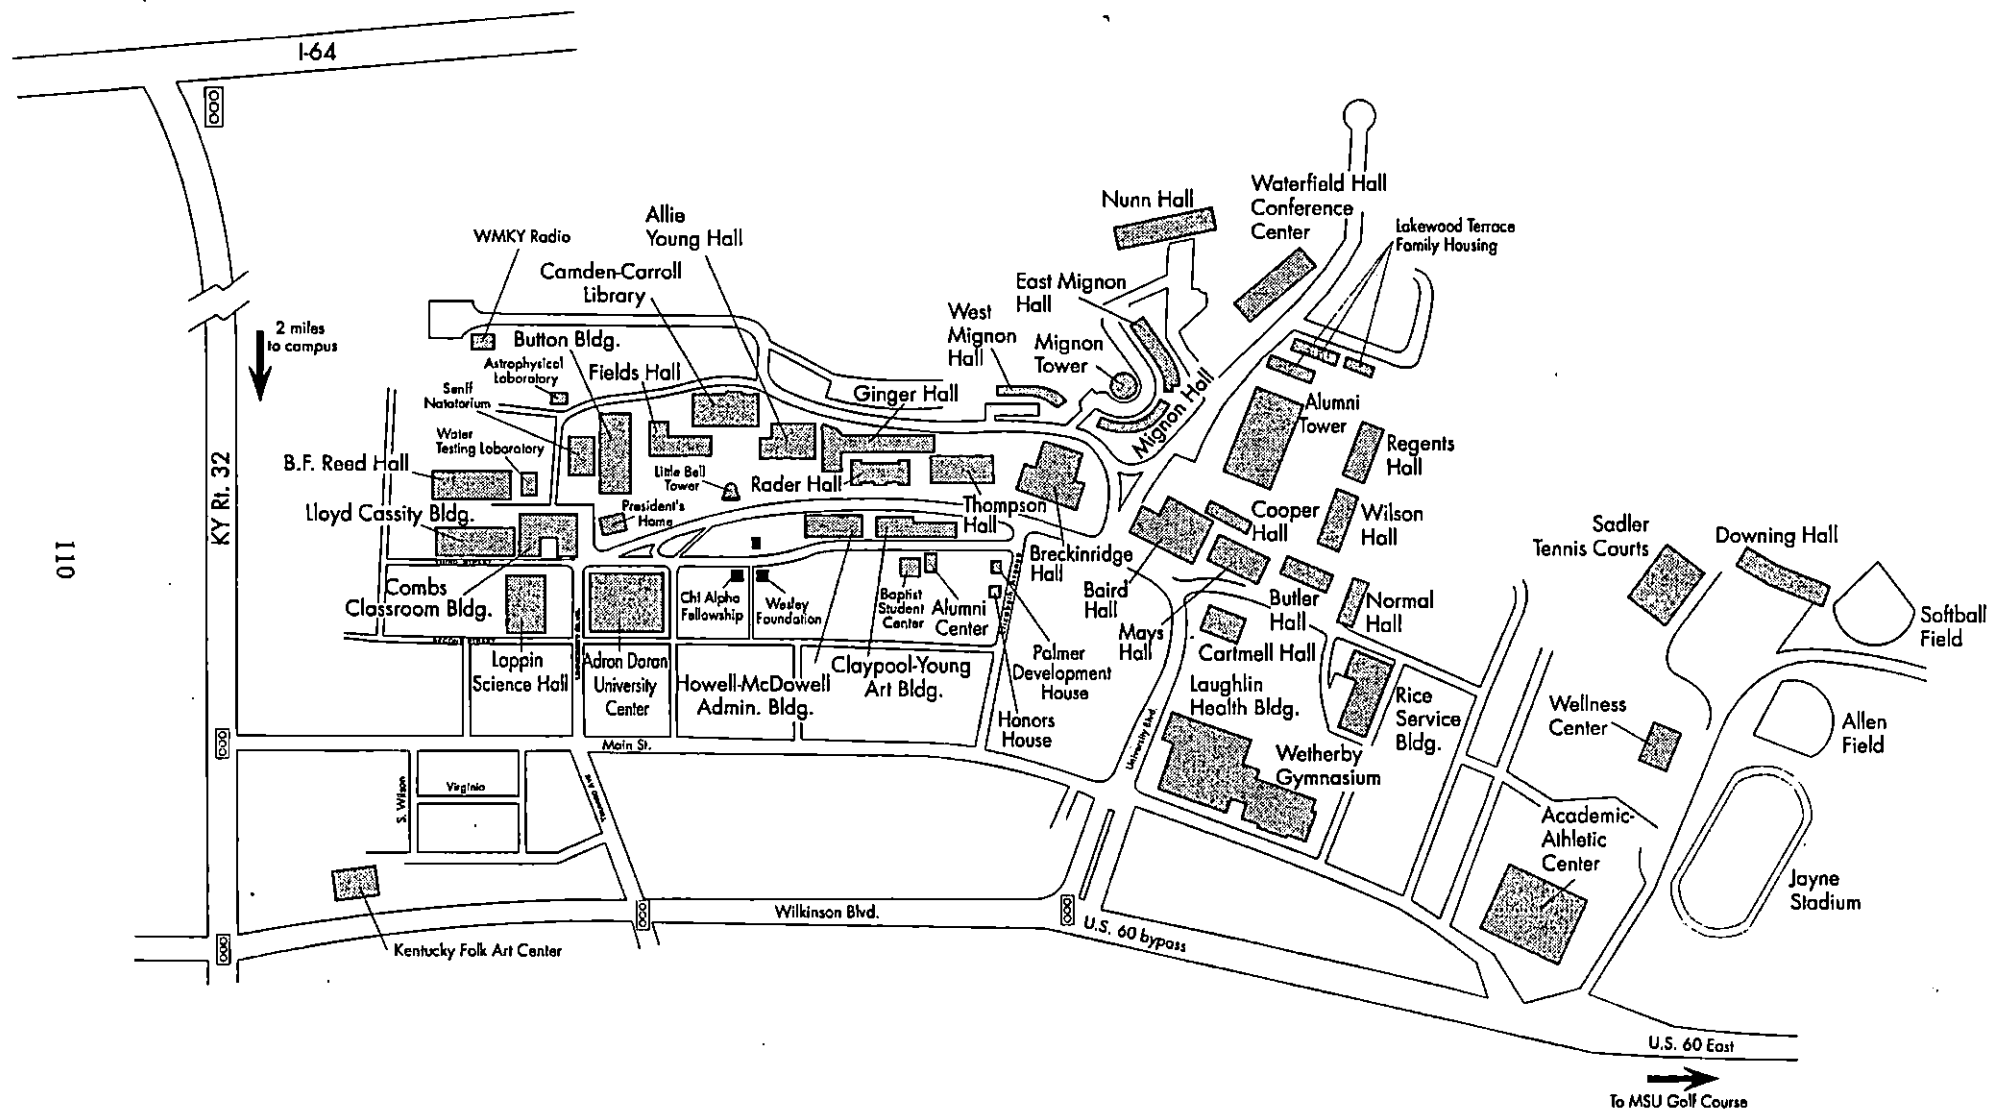 I-64
KY Rt. 32
2 miles
to campus
110
WMKY Radio
Allie
Young Hall
Camden-Carroll
Library
Button Bldg.
Astrophysical
Laboratory
Fields Hall
Senff
Natatorium
Water
Testing Laboratory
B.F. Reed Hall
Lloyd Cassity Bldg.
Little Bell
Tower
President's
Home
Rader Hall
Ginger Hall
Thompson
Hall
West
Mignon
Hall
East Mignon
Hall
Mignon
Tower
Mignon Hall
Nunn Hall
Waterfield Hall
Conference
Center
Lakewood Terrace
Family Housing
Alumni
Tower
Regents
Hall
Cooper
Hall
Wilson
Hall
Breckinridge
Hall
Baird
Hall
Mays
Hall
Butler
Hall
Normal
Hall
Cartmell Hall
Laughlin
Health Bldg.
Wetherby
Gymnasium
Rice
Service
Bldg.
Sadler
Tennis Courts
Downing Hall
Softball
Field
Wellness
Center
Allen
Field
Academic-
Athletic
Center
Jayne
Stadium
Combs
Classroom Bldg.
Lappin
Science Hall
Adron Doran
University
Center
Chi Alpha
Fellowship
Wesley
Foundation
Baptist
Student
Center
Alumni
Center
Howell-McDowell
Admin. Bldg.
Claypool-Young
Art Bldg.
Palmer
Development
House
Honors
House
University Blvd.
Main St.
Virginia
S. Wilson
Kentucky Folk Art Center
Wilkinson Blvd.
U.S. 60 bypass
U.S. 60 East
To MSU Golf Course